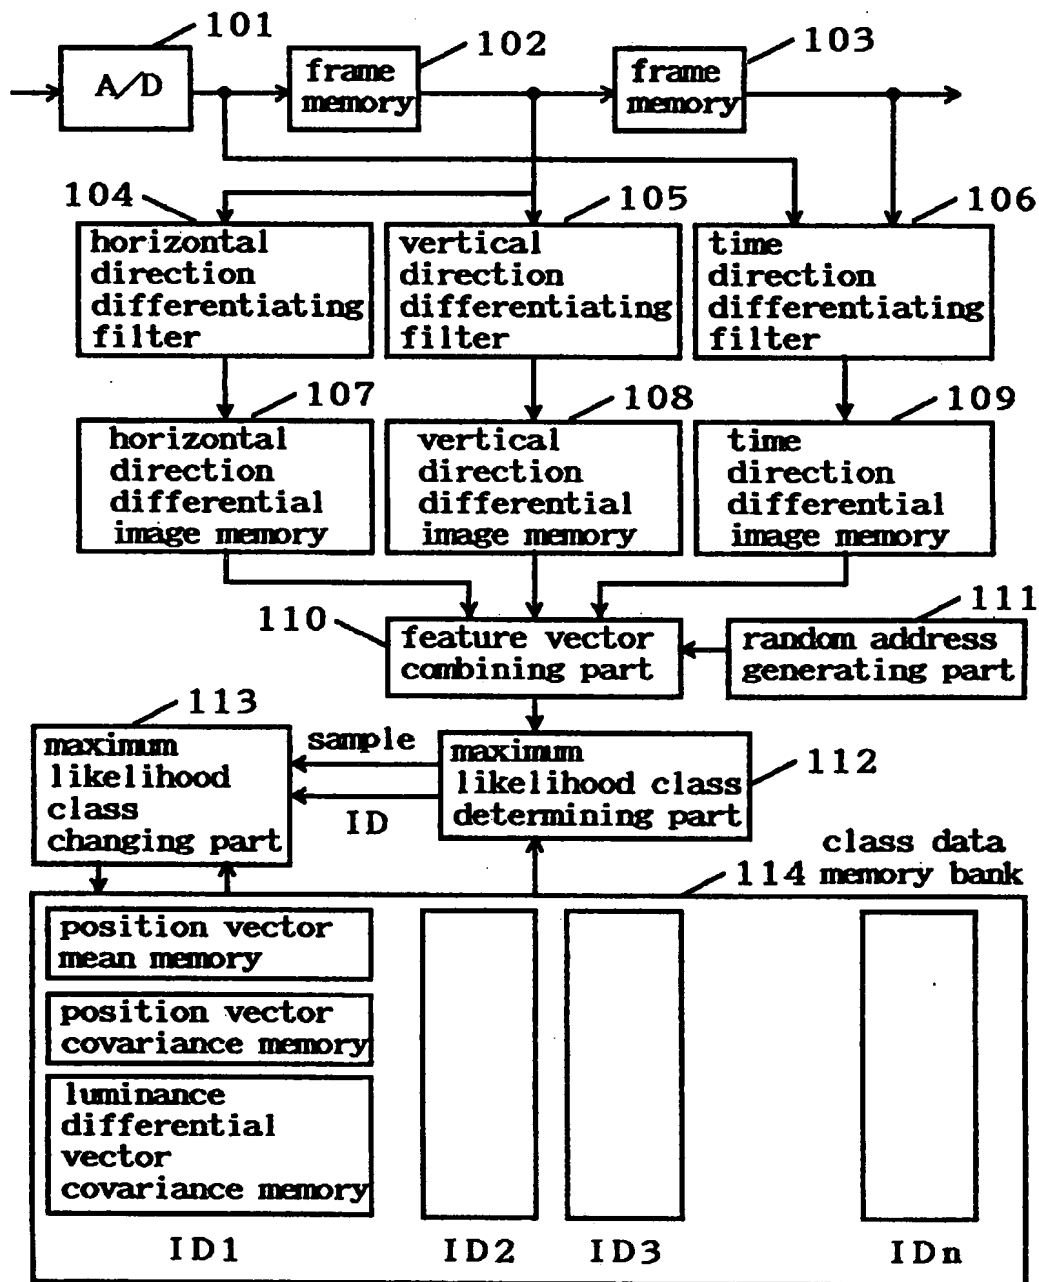 101
102
103
A/D
frame
memory
frame
memory
104
105
106
horizontal
direction
differentiating
filter
vertical
direction
differentiating
filter
time
direction
differentiating
filter
107
108
109
horizontal
direction
differential
image memory
vertical
direction
differential
image memory
time
direction
differential
image memory
110
111
feature vector
combining part
random address
generating part
113
maximum
likelihood
class
changing part
sample
ID
maximum
likelihood class
determining part
112
class data
114 memory bank
position vector
mean memory
position vector
covariance memory
luminance
differential
vector
covariance memory
ID1
ID2
ID3
IDn